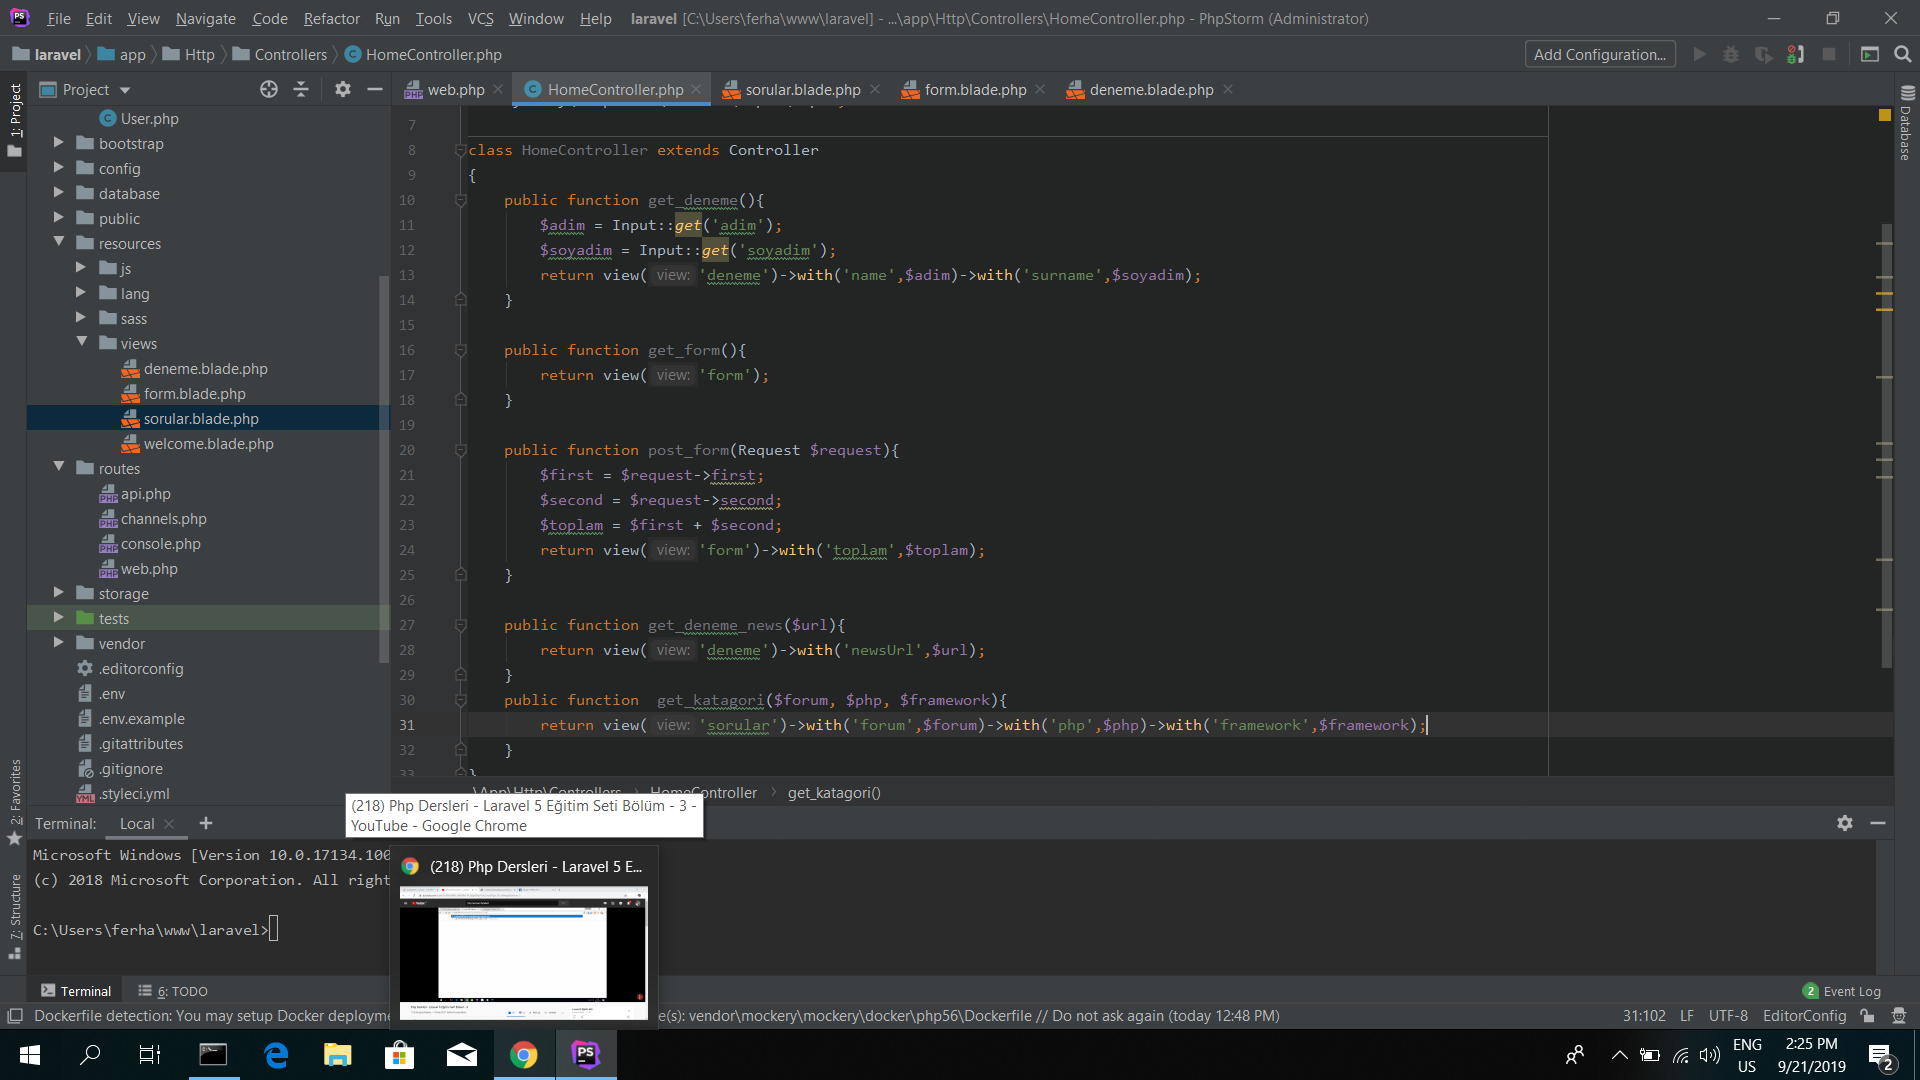 File Edit View Navigate Code Refactor Run Tools VCS Window Help laravel [C:\Users\ferha\www\laravel] - ...\app\Http\Controllers\HomeController.php - PhpStorm (Administrator)
laravel app Http Controllers HomeController.php Add Configuration...
1: Project
Project
web.php HomeController.php sorular.blade.php form.blade.php deneme.blade.php
Database
User.php
bootstrap
config
database
public
resources
js
lang
sass
views
deneme.blade.php
form.blade.php
sorular.blade.php
welcome.blade.php
routes
api.php
channels.php
console.php
web.php
storage
tests
vendor
.editorconfig
.env
.env.example
.gitattributes
.gitignore
.styleci.yml
7
8 class HomeController extends Controller
9 {
10 public function get_deneme(){
11 $adim = Input::get('adim');
12 $soyadim = Input::get('soyadim');
13 return view( view: 'deneme')->with('name',$adim)->with('surname',$soyadim);
14 }
15
16 public function get_form(){
17 return view( view: 'form');
18 }
19
20 public function post_form(Request $request){
21 $first = $request->first;
22 $second = $request->second;
23 $toplam = $first + $second;
24 return view( view: 'form')->with('toplam',$toplam);
25 }
26
27 public function get_deneme_news($url){
28 return view( view: 'deneme')->with('newsUrl',$url);
29 }
30 public function  get_katagori($forum, $php, $framework){
31 return view( view: 'sorular')->with('forum',$forum)->with('php',$php)->with('framework',$framework);
32 }
33 }
\App\Http\Controllers HomeController get_katagori()
2: Favorites
7: Structure
(218) Php Dersleri - Laravel 5 Eğitim Seti Bölüm - 3 -
YouTube - Google Chrome
Terminal: Local
Microsoft Windows [Version 10.0.17134.100
(c) 2018 Microsoft Corporation. All right
C:\Users\ferha\www\laravel>
(218) Php Dersleri - Laravel 5 E...
Terminal 6: TODO
2 Event Log
Dockerfile detection: You may setup Docker deployme
e(s): vendor\mockery\mockery\docker\php56\Dockerfile // Do not ask again (today 12:48 PM)
31:102 LF UTF-8 EditorConfig
ENG
US
2:25 PM
9/21/2019
2